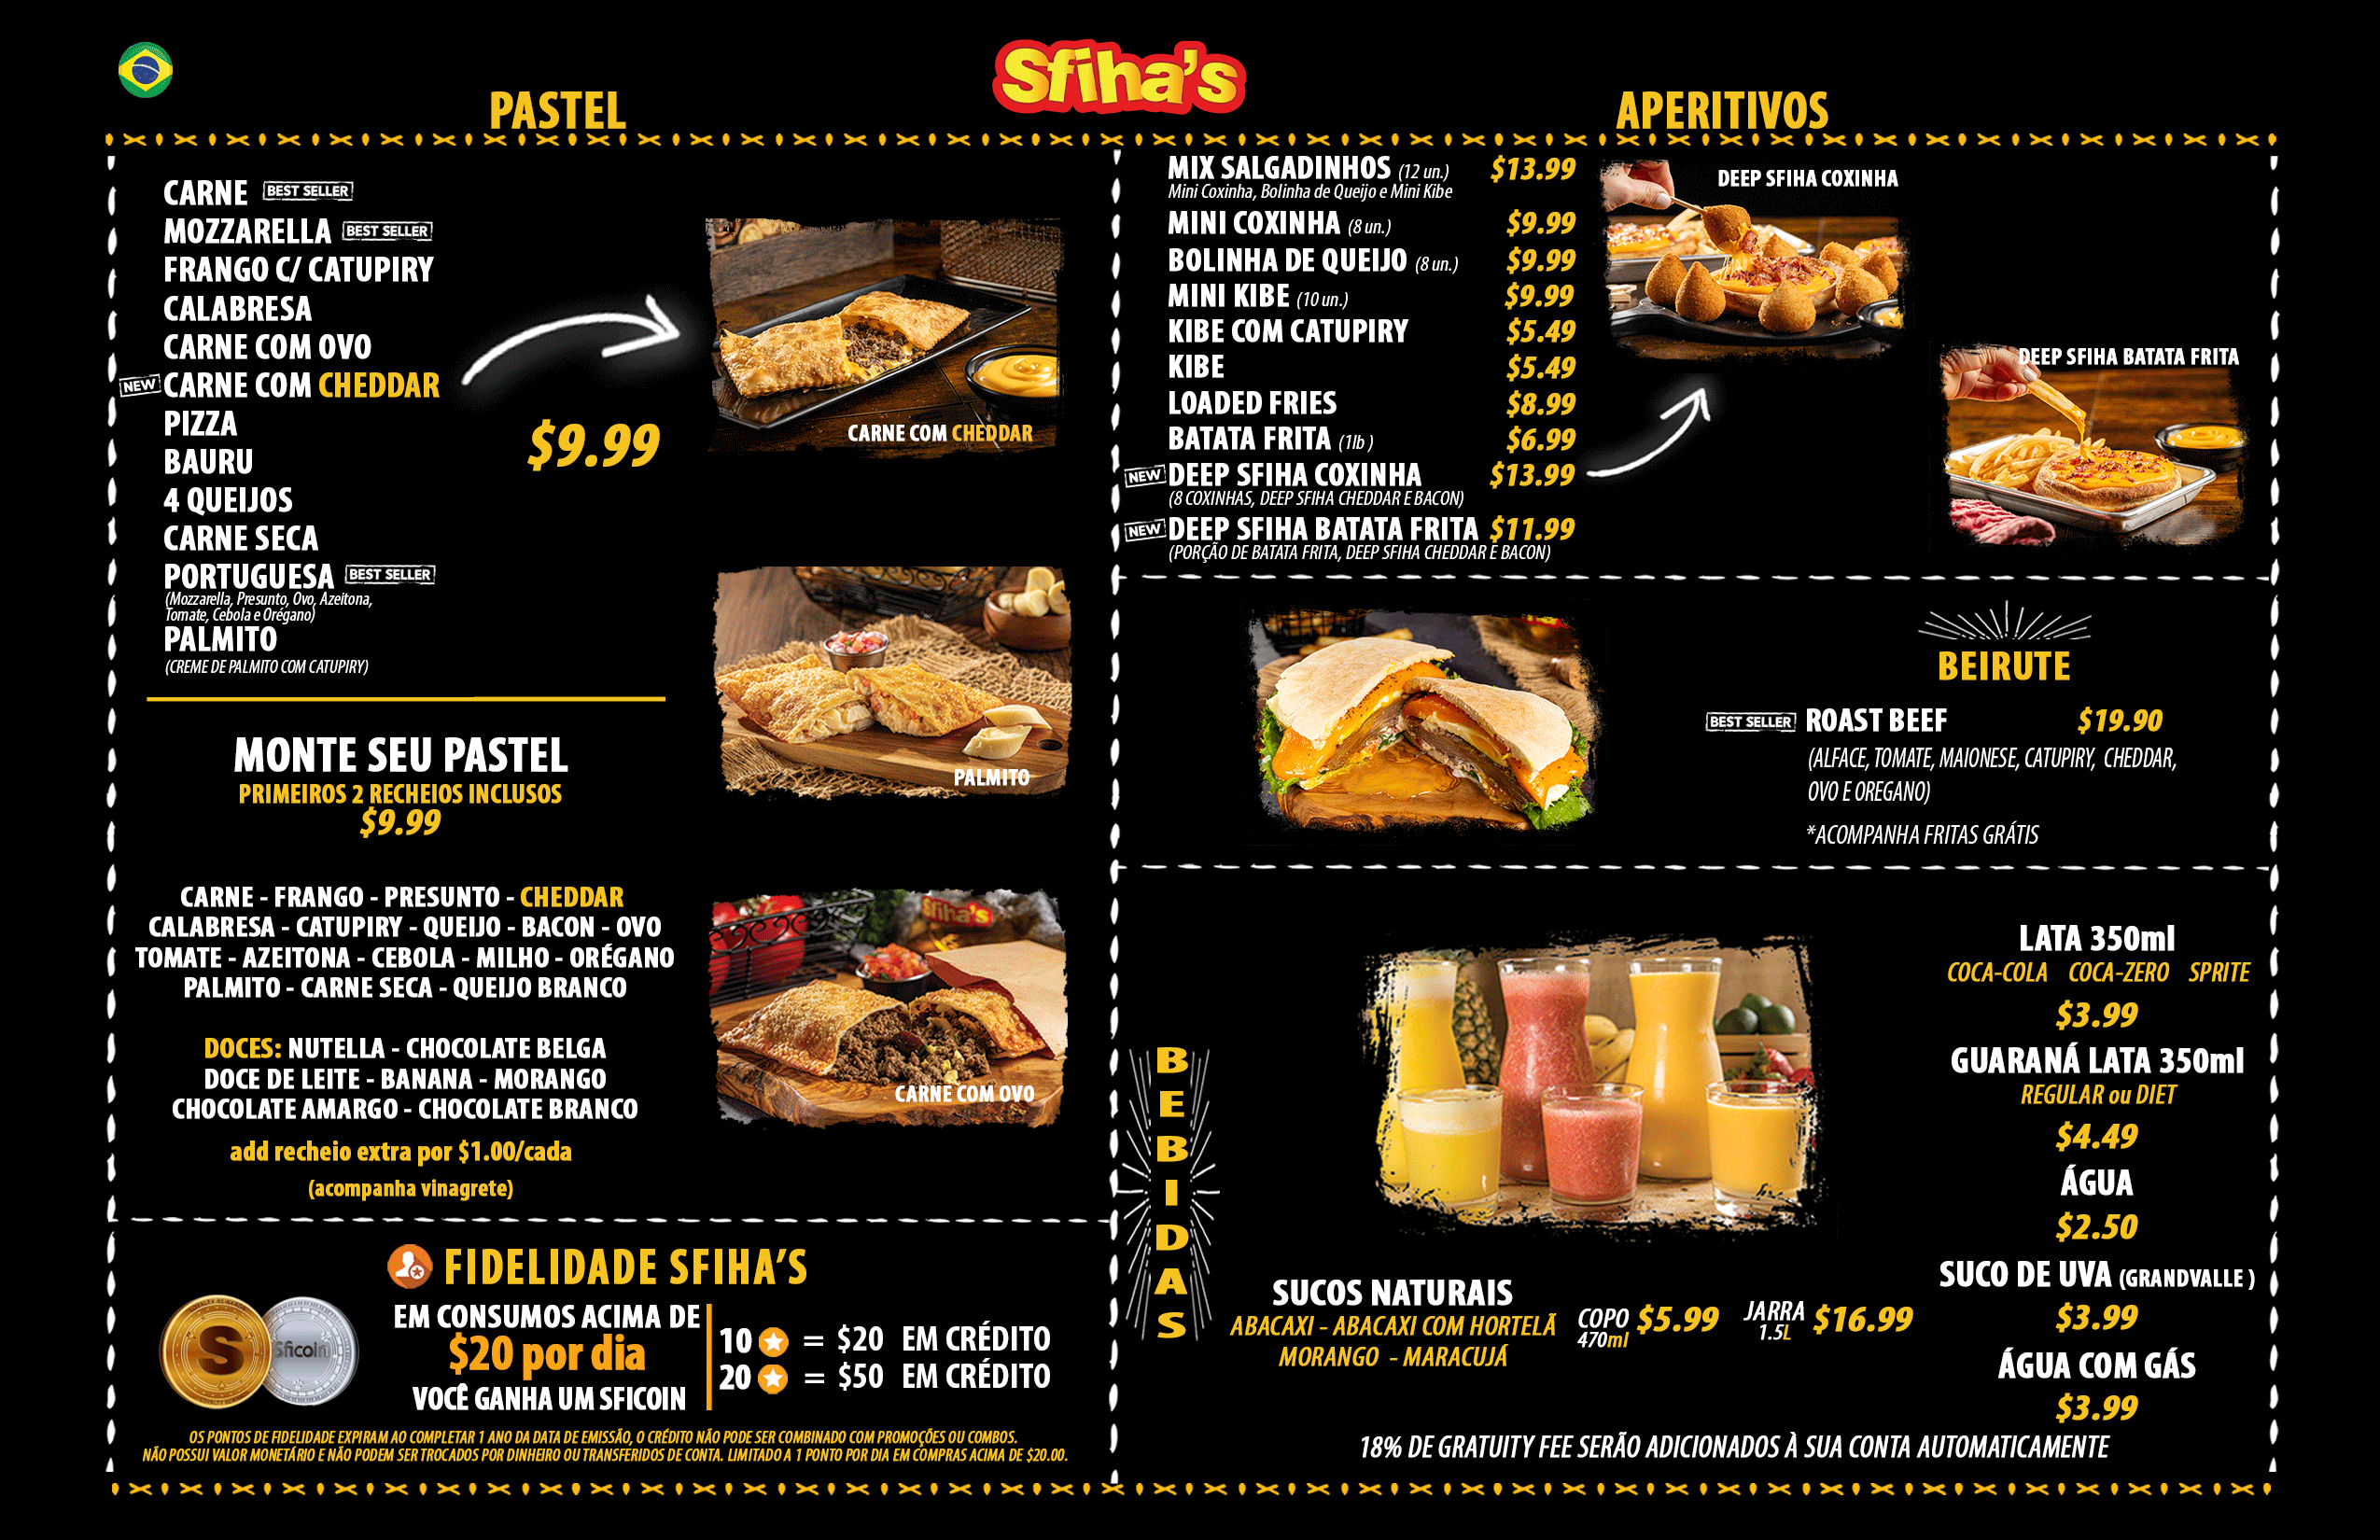 Sfiha's
PASTEL
CARNE BEST SELLER
MOZZARELLA BEST SELLER
FRANGO C/ CATUPIRY
CALABRESA
CARNE COM OVO
NEW CARNE COM CHEDDAR
PIZZA
BAURU
4 QUEIJOS
CARNE SECA
PORTUGUESA BEST SELLER
(Mozzarella, Presunto, Ovo, Azeitona,
Tomate, Cebola e Orégano)
PALMITO
(CREME DE PALMITO COM CATUPIRY)
$9.99
CARNE COM CHEDDAR
PALMITO
Sfiha's
CARNE COM OVO
MONTE SEU PASTEL
PRIMEIROS 2 RECHEIOS INCLUSOS
$9.99
CARNE - FRANGO - PRESUNTO - CHEDDAR
CALABRESA - CATUPIRY - QUEIJO - BACON - OVO
TOMATE - AZEITONA - CEBOLA - MILHO - ORÉGANO
PALMITO - CARNE SECA - QUEIJO BRANCO
DOCES: NUTELLA - CHOCOLATE BELGA
DOCE DE LEITE - BANANA - MORANGO
CHOCOLATE AMARGO - CHOCOLATE BRANCO
add recheio extra por $1.00/cada
(acompanha vinagrete)
FIDELIDADE SFIHA'S
S
Sficoin
EM CONSUMOS ACIMA DE
$20 por dia
VOCÊ GANHA UM SFICOIN
10 = $20 EM CRÉDITO
20 = $50 EM CRÉDITO
OS PONTOS DE FIDELIDADE EXPIRAM AO COMPLETAR 1 ANO DA DATA DE EMISSÃO, O CRÉDITO NÃO PODE SER COMBINADO COM PROMOÇÕES OU COMBOS.
NÃO POSSUI VALOR MONETÁRIO E NÃO PODEM SER TROCADOS POR DINHEIRO OU TRANSFERIDOS DE CONTA. LIMITADO A 1 PONTO POR DIA EM COMPRAS ACIMA DE $20.00.
APERITIVOS
MIX SALGADINHOS (12 un.) $13.99
Mini Coxinha, Bolinha de Queijo e Mini Kibe
MINI COXINHA (8 un.) $9.99
BOLINHA DE QUEIJO (8 un.) $9.99
MINI KIBE (10 un.) $9.99
KIBE COM CATUPIRY $5.49
KIBE $5.49
LOADED FRIES $8.99
BATATA FRITA (1lb ) $6.99
NEW DEEP SFIHA COXINHA $13.99
(8 COXINHAS, DEEP SFIHA CHEDDAR E BACON)
NEW DEEP SFIHA BATATA FRITA $11.99
(PORÇÃO DE BATATA FRITA, DEEP SFIHA CHEDDAR E BACON)
DEEP SFIHA COXINHA
DEEP SFIHA BATATA FRITA
BEIRUTE
BEST SELLER ROAST BEEF $19.90
(ALFACE, TOMATE, MAIONESE, CATUPIRY, CHEDDAR,
OVO E OREGANO)
*ACOMPANHA FRITAS GRÁTIS
BEBIDAS
SUCOS NATURAIS
ABACAXI - ABACAXI COM HORTELÃ
MORANGO - MARACUJÁ
COPO 470ml $5.99
JARRA 1.5L $16.99
LATA 350ml
COCA-COLA COCA-ZERO SPRITE
$3.99
GUARANÁ LATA 350ml
REGULAR ou DIET
$4.49
ÁGUA
$2.50
SUCO DE UVA (GRANDVALLE )
$3.99
ÁGUA COM GÁS
$3.99
18% DE GRATUITY FEE SERÃO ADICIONADOS À SUA CONTA AUTOMATICAMENTE